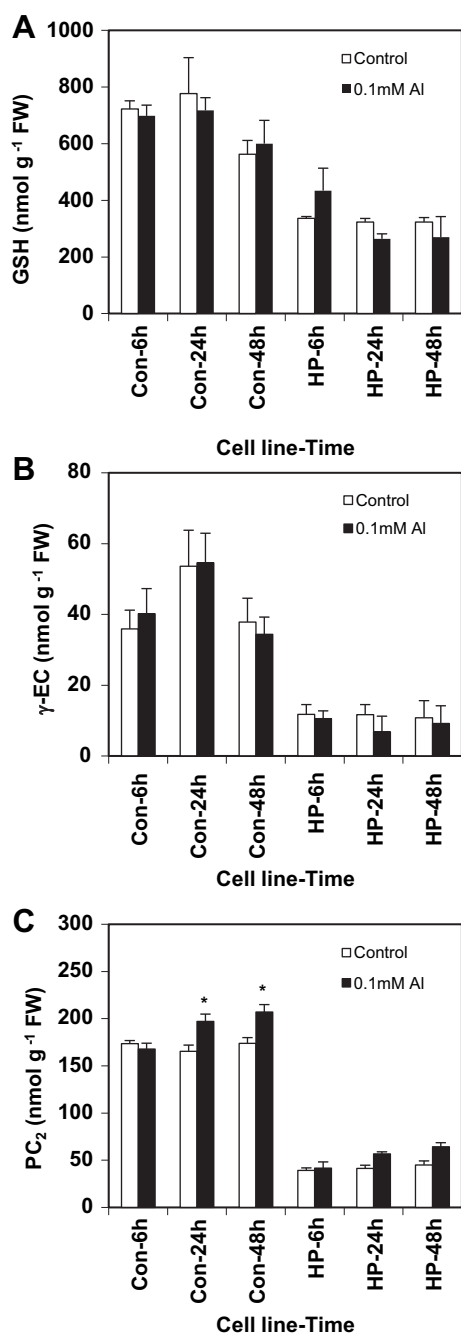 A
GSH (nmol g⁻¹ FW)
1000
800
600
400
200
0
Control
0.1mM Al
Con-6h
Con-24h
Con-48h
HP-6h
HP-24h
HP-48h
Cell line-Time
B
γ-EC (nmol g⁻¹ FW)
80
60
40
20
0
Control
0.1mM Al
Con-6h
Con-24h
Con-48h
HP-6h
HP-24h
HP-48h
Cell line-Time
C
PC₂ (nmol g⁻¹ FW)
300
250
200
150
100
50
0
Control
0.1mM Al
*
*
Con-6h
Con-24h
Con-48h
HP-6h
HP-24h
HP-48h
Cell line-Time